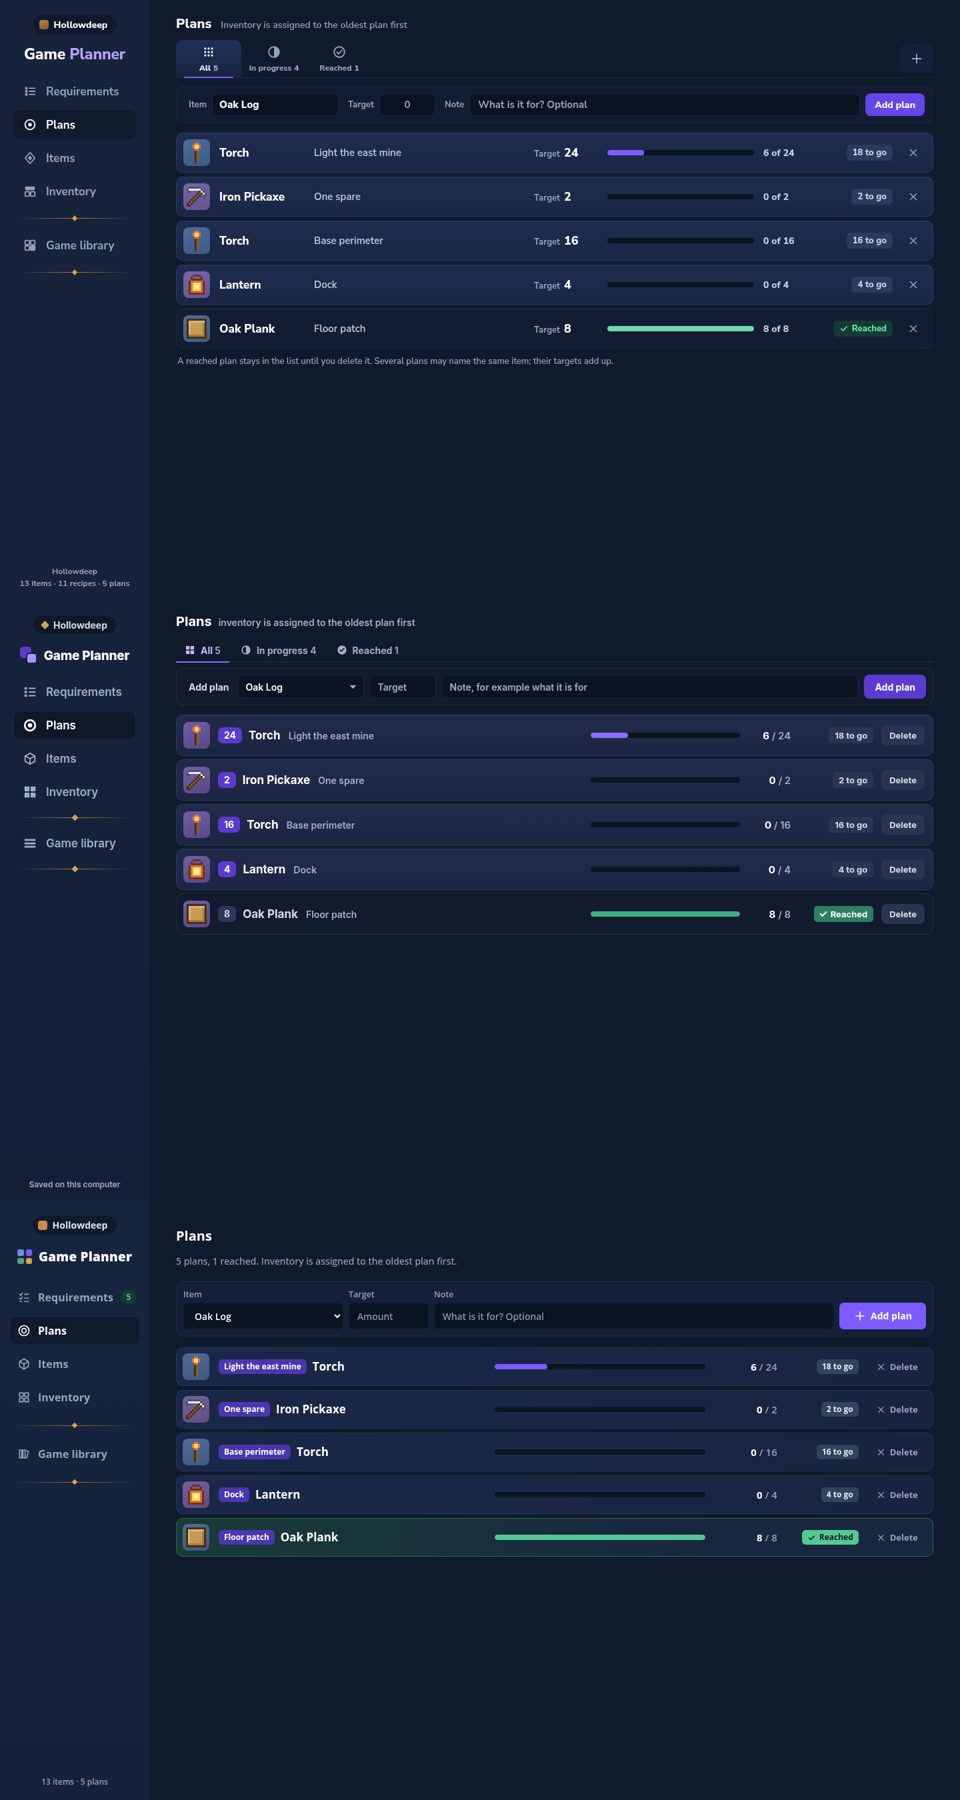 Hollowdeep
Game Planner
Requirements
Plans
Items
Inventory
Game library
Hollowdeep
13 items · 11 recipes · 5 plans
Plans Inventory is assigned to the oldest plan first
All 5 In progress 4 Reached 1
Item Oak Log Target 0 Note What is it for? Optional Add plan
Torch Light the east mine Target 24 6 of 24 18 to go
Iron Pickaxe One spare Target 2 0 of 2 2 to go
Torch Base perimeter Target 16 0 of 16 16 to go
Lantern Dock Target 4 0 of 4 4 to go
Oak Plank Floor patch Target 8 8 of 8 Reached
A reached plan stays in the list until you delete it. Several plans may name the same item; their targets add up.
Hollowdeep
Game Planner
Requirements
Plans
Items
Inventory
Game library
Saved on this computer
Plans inventory is assigned to the oldest plan first
All 5 In progress 4 Reached 1
Add plan Oak Log Target Note, for example what it is for Add plan
24 Torch Light the east mine 6 / 24 18 to go Delete
2 Iron Pickaxe One spare 0 / 2 2 to go Delete
16 Torch Base perimeter 0 / 16 16 to go Delete
4 Lantern Dock 0 / 4 4 to go Delete
8 Oak Plank Floor patch 8 / 8 Reached Delete
Hollowdeep
Game Planner
Requirements 5
Plans
Items
Inventory
Game library
13 items · 5 plans
Plans
5 plans, 1 reached. Inventory is assigned to the oldest plan first.
Item Target Note
Oak Log Amount What is it for? Optional Add plan
Light the east mine Torch 6 / 24 18 to go Delete
One spare Iron Pickaxe 0 / 2 2 to go Delete
Base perimeter Torch 0 / 16 16 to go Delete
Dock Lantern 0 / 4 4 to go Delete
Floor patch Oak Plank 8 / 8 Reached Delete